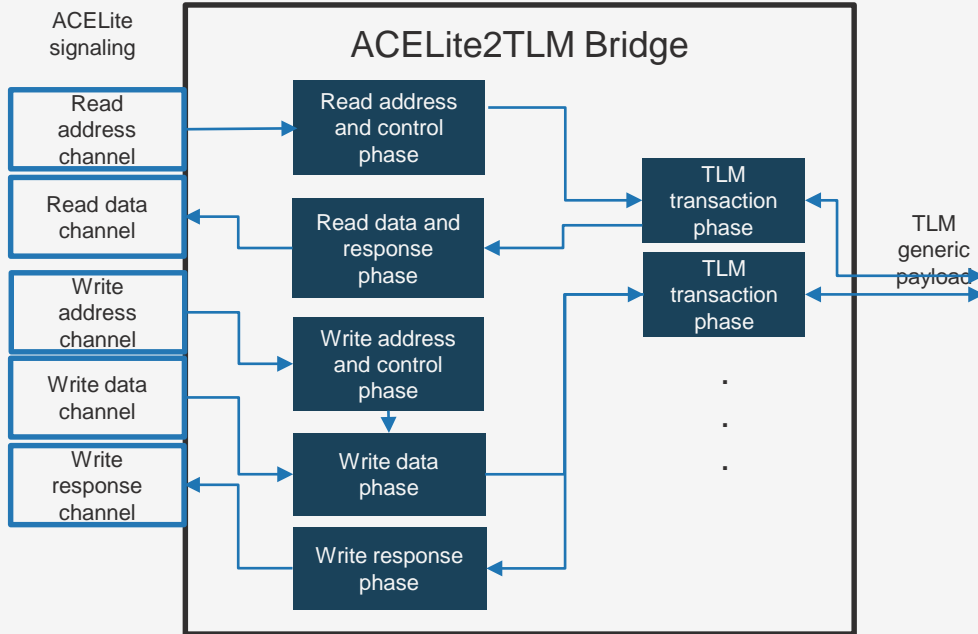 ACELite
signaling
ACELite2TLM Bridge
Read
address
channel
Read address
and control
phase
Read data
channel
Read data and
response
phase
TLM
transaction
phase
TLM
generic
payload
Write
address
channel
TLM
transaction
phase
Write address
and control
phase
Write data
channel
.
.
.
Write data
phase
Write
response
channel
Write response
phase